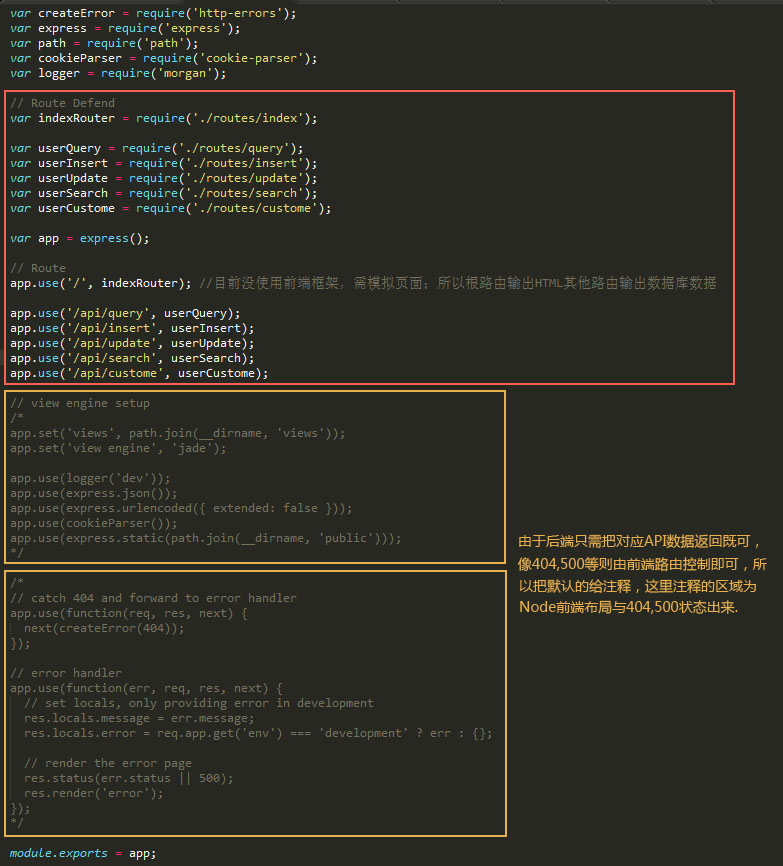 var createError = require('http-errors');
var express = require('express');
var path = require('path');
var cookieParser = require('cookie-parser');
var logger = require('morgan');
// Route Defend
var indexRouter = require('./routes/index');
var userQuery = require('./routes/query');
var userInsert = require('./routes/insert');
var userUpdate = require('./routes/update');
var userSearch = require('./routes/search');
var userCustome = require('./routes/custome');
var app = express();
// Route
app.use('/', indexRouter); //目前没使用前端框架，需模拟页面；所以根路由输出HTML其他路由输出数据库数据
app.use('/api/query', userQuery);
app.use('/api/insert', userInsert);
app.use('/api/update', userUpdate);
app.use('/api/search', userSearch);
app.use('/api/custome', userCustome);
// view engine setup
/*
app.set('views', path.join(__dirname, 'views'));
app.set('view engine', 'jade');
app.use(logger('dev'));
app.use(express.json());
app.use(express.urlencoded({ extended: false }));
app.use(cookieParser());
app.use(express.static(path.join(__dirname, 'public')));
*/
由于后端只需把对应API数据返回既可，
像404,500等则由前端路由控制即可，所
以把默认的给注释，这里注释的区域为
Node前端布局与404,500状态出来.
/*
// catch 404 and forward to error handler
app.use(function(req, res, next) {
next(createError(404));
});
// error handler
app.use(function(err, req, res, next) {
// set locals, only providing error in development
res.locals.message = err.message;
res.locals.error = req.app.get('env') === 'development' ? err : {};
// render the error page
res.status(err.status || 500);
res.render('error');
});
*/
module.exports = app;